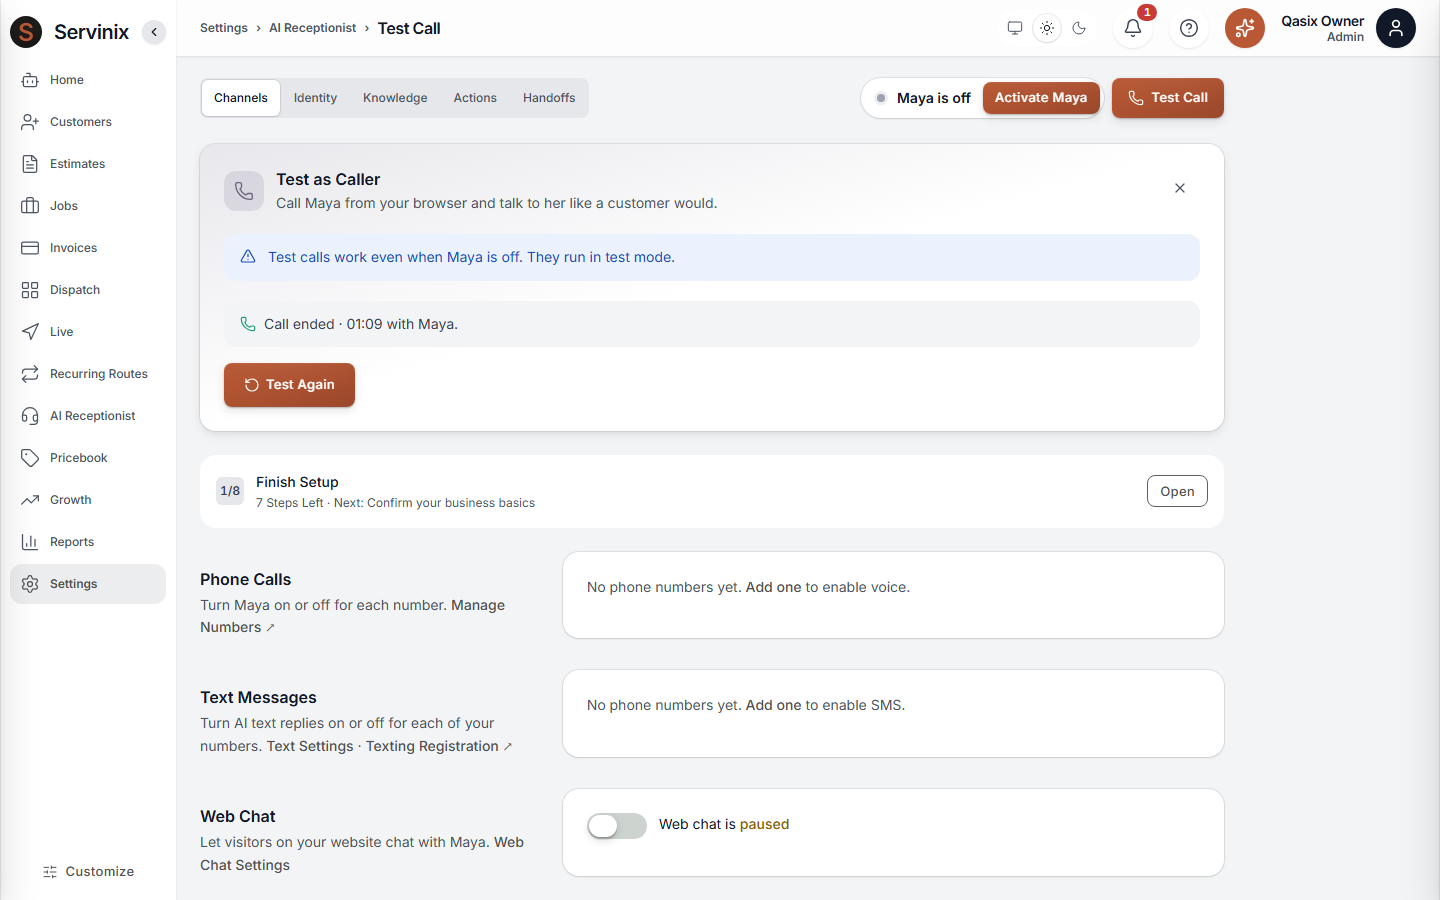 Servinix
Settings › AI Receptionist › Test Call
1
Qasix Owner
Admin
Home
Customers
Estimates
Jobs
Invoices
Dispatch
Live
Recurring Routes
AI Receptionist
Pricebook
Growth
Reports
Settings
Customize
Channels Identity Knowledge Actions Handoffs
Maya is off Activate Maya Test Call
Test as Caller
Call Maya from your browser and talk to her like a customer would.
Test calls work even when Maya is off. They run in test mode.
Call ended · 01:09 with Maya.
Test Again
1/8
Finish Setup
7 Steps Left · Next: Confirm your business basics
Open
Phone Calls
Turn Maya on or off for each number. Manage
Numbers ↗
No phone numbers yet. Add one to enable voice.
Text Messages
Turn AI text replies on or off for each of your
numbers. Text Settings · Texting Registration ↗
No phone numbers yet. Add one to enable SMS.
Web Chat
Let visitors on your website chat with Maya. Web
Chat Settings
Web chat is paused